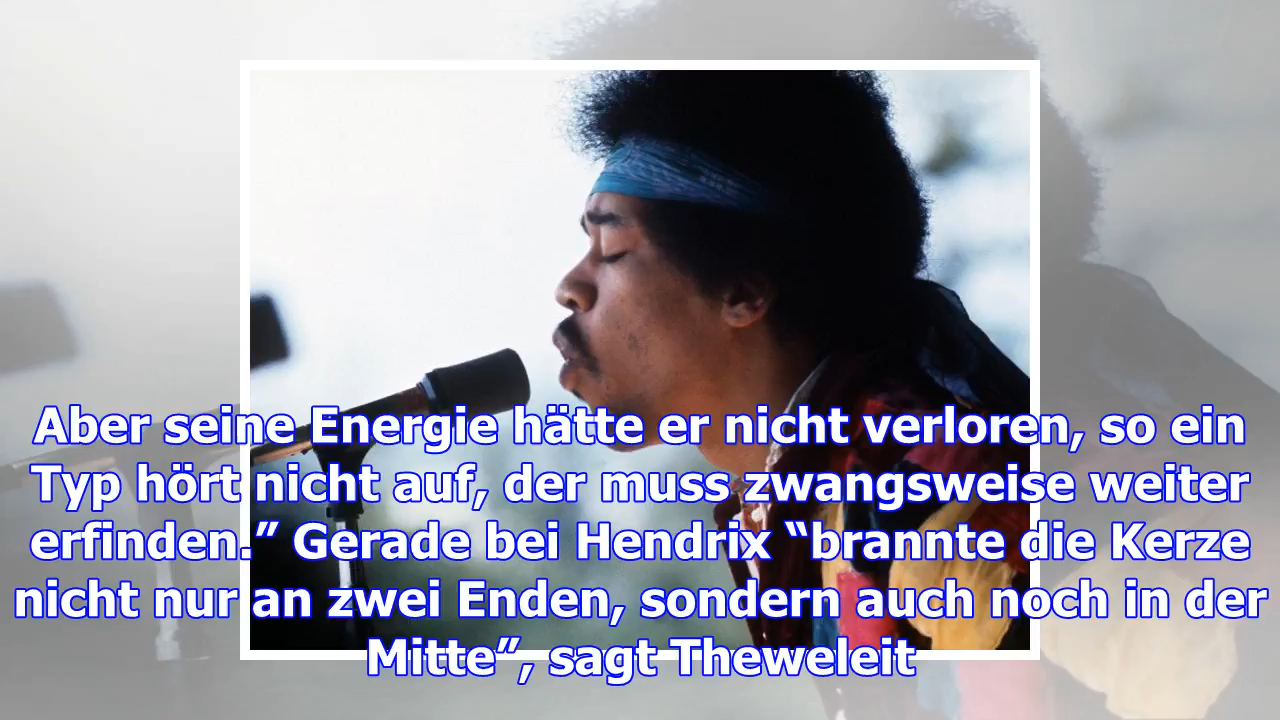 Aber seine Energie hätte er nicht verloren, so ein
Typ hört nicht auf, der muss zwangsweise weiter
erfinden.” Gerade bei Hendrix “brannte die Kerze
nicht nur an zwei Enden, sondern auch noch in der
Mitte”, sagt Theweleit